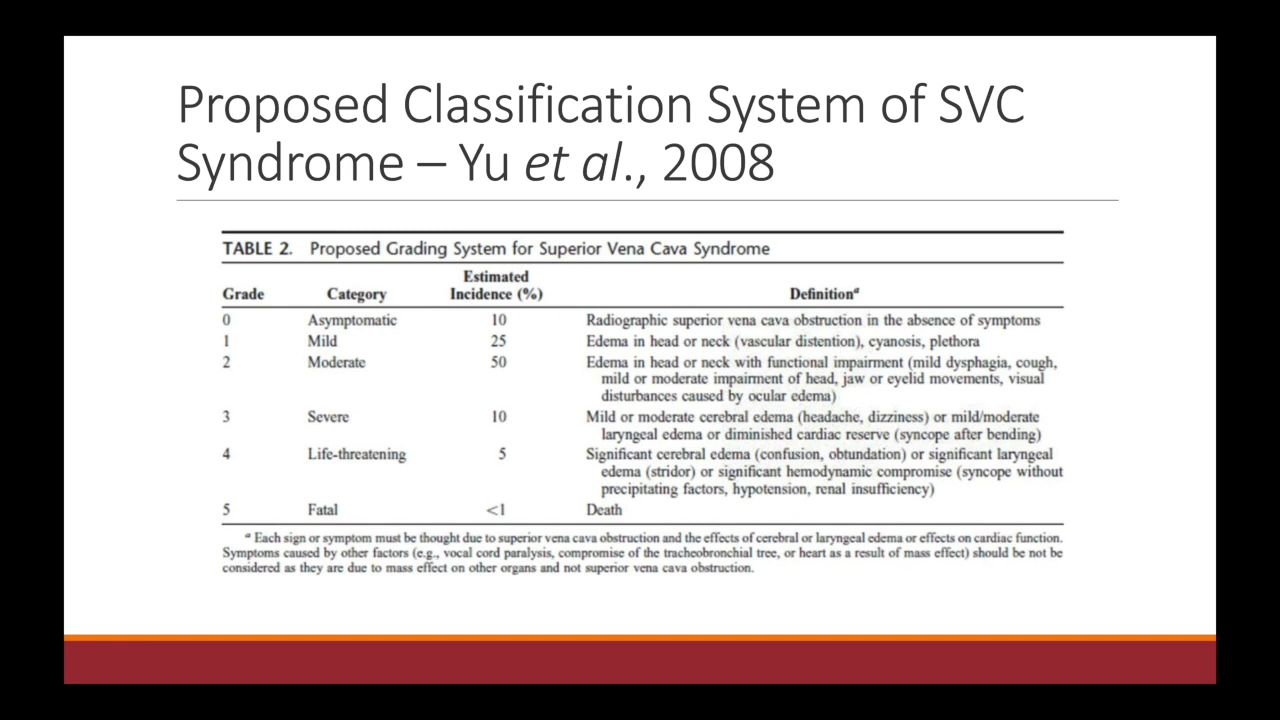 Proposed Classification System of SVC
Syndrome – Yu et al., 2008
TABLE 2. Proposed Grading System for Superior Vena Cava Syndrome
Estimated
Grade Category Incidence (%) Definitionᵃ
0 Asymptomatic 10 Radiographic superior vena cava obstruction in the absence of symptoms
1 Mild 25 Edema in head or neck (vascular distention), cyanosis, plethora
2 Moderate 50 Edema in head or neck with functional impairment (mild dysphagia, cough,
mild or moderate impairment of head, jaw or eyelid movements, visual
disturbances caused by ocular edema)
3 Severe 10 Mild or moderate cerebral edema (headache, dizziness) or mild/moderate
laryngeal edema or diminished cardiac reserve (syncope after bending)
4 Life-threatening 5 Significant cerebral edema (confusion, obtundation) or significant laryngeal
edema (stridor) or significant hemodynamic compromise (syncope without
precipitating factors, hypotension, renal insufficiency)
5 Fatal <1 Death
ᵃ Each sign or symptom must be thought due to superior vena cava obstruction and the effects of cerebral or laryngeal edema or effects on cardiac function.
Symptoms caused by other factors (e.g., vocal cord paralysis, compromise of the tracheobronchial tree, or heart as a result of mass effect) should be not be
considered as they are due to mass effect on other organs and not superior vena cava obstruction.